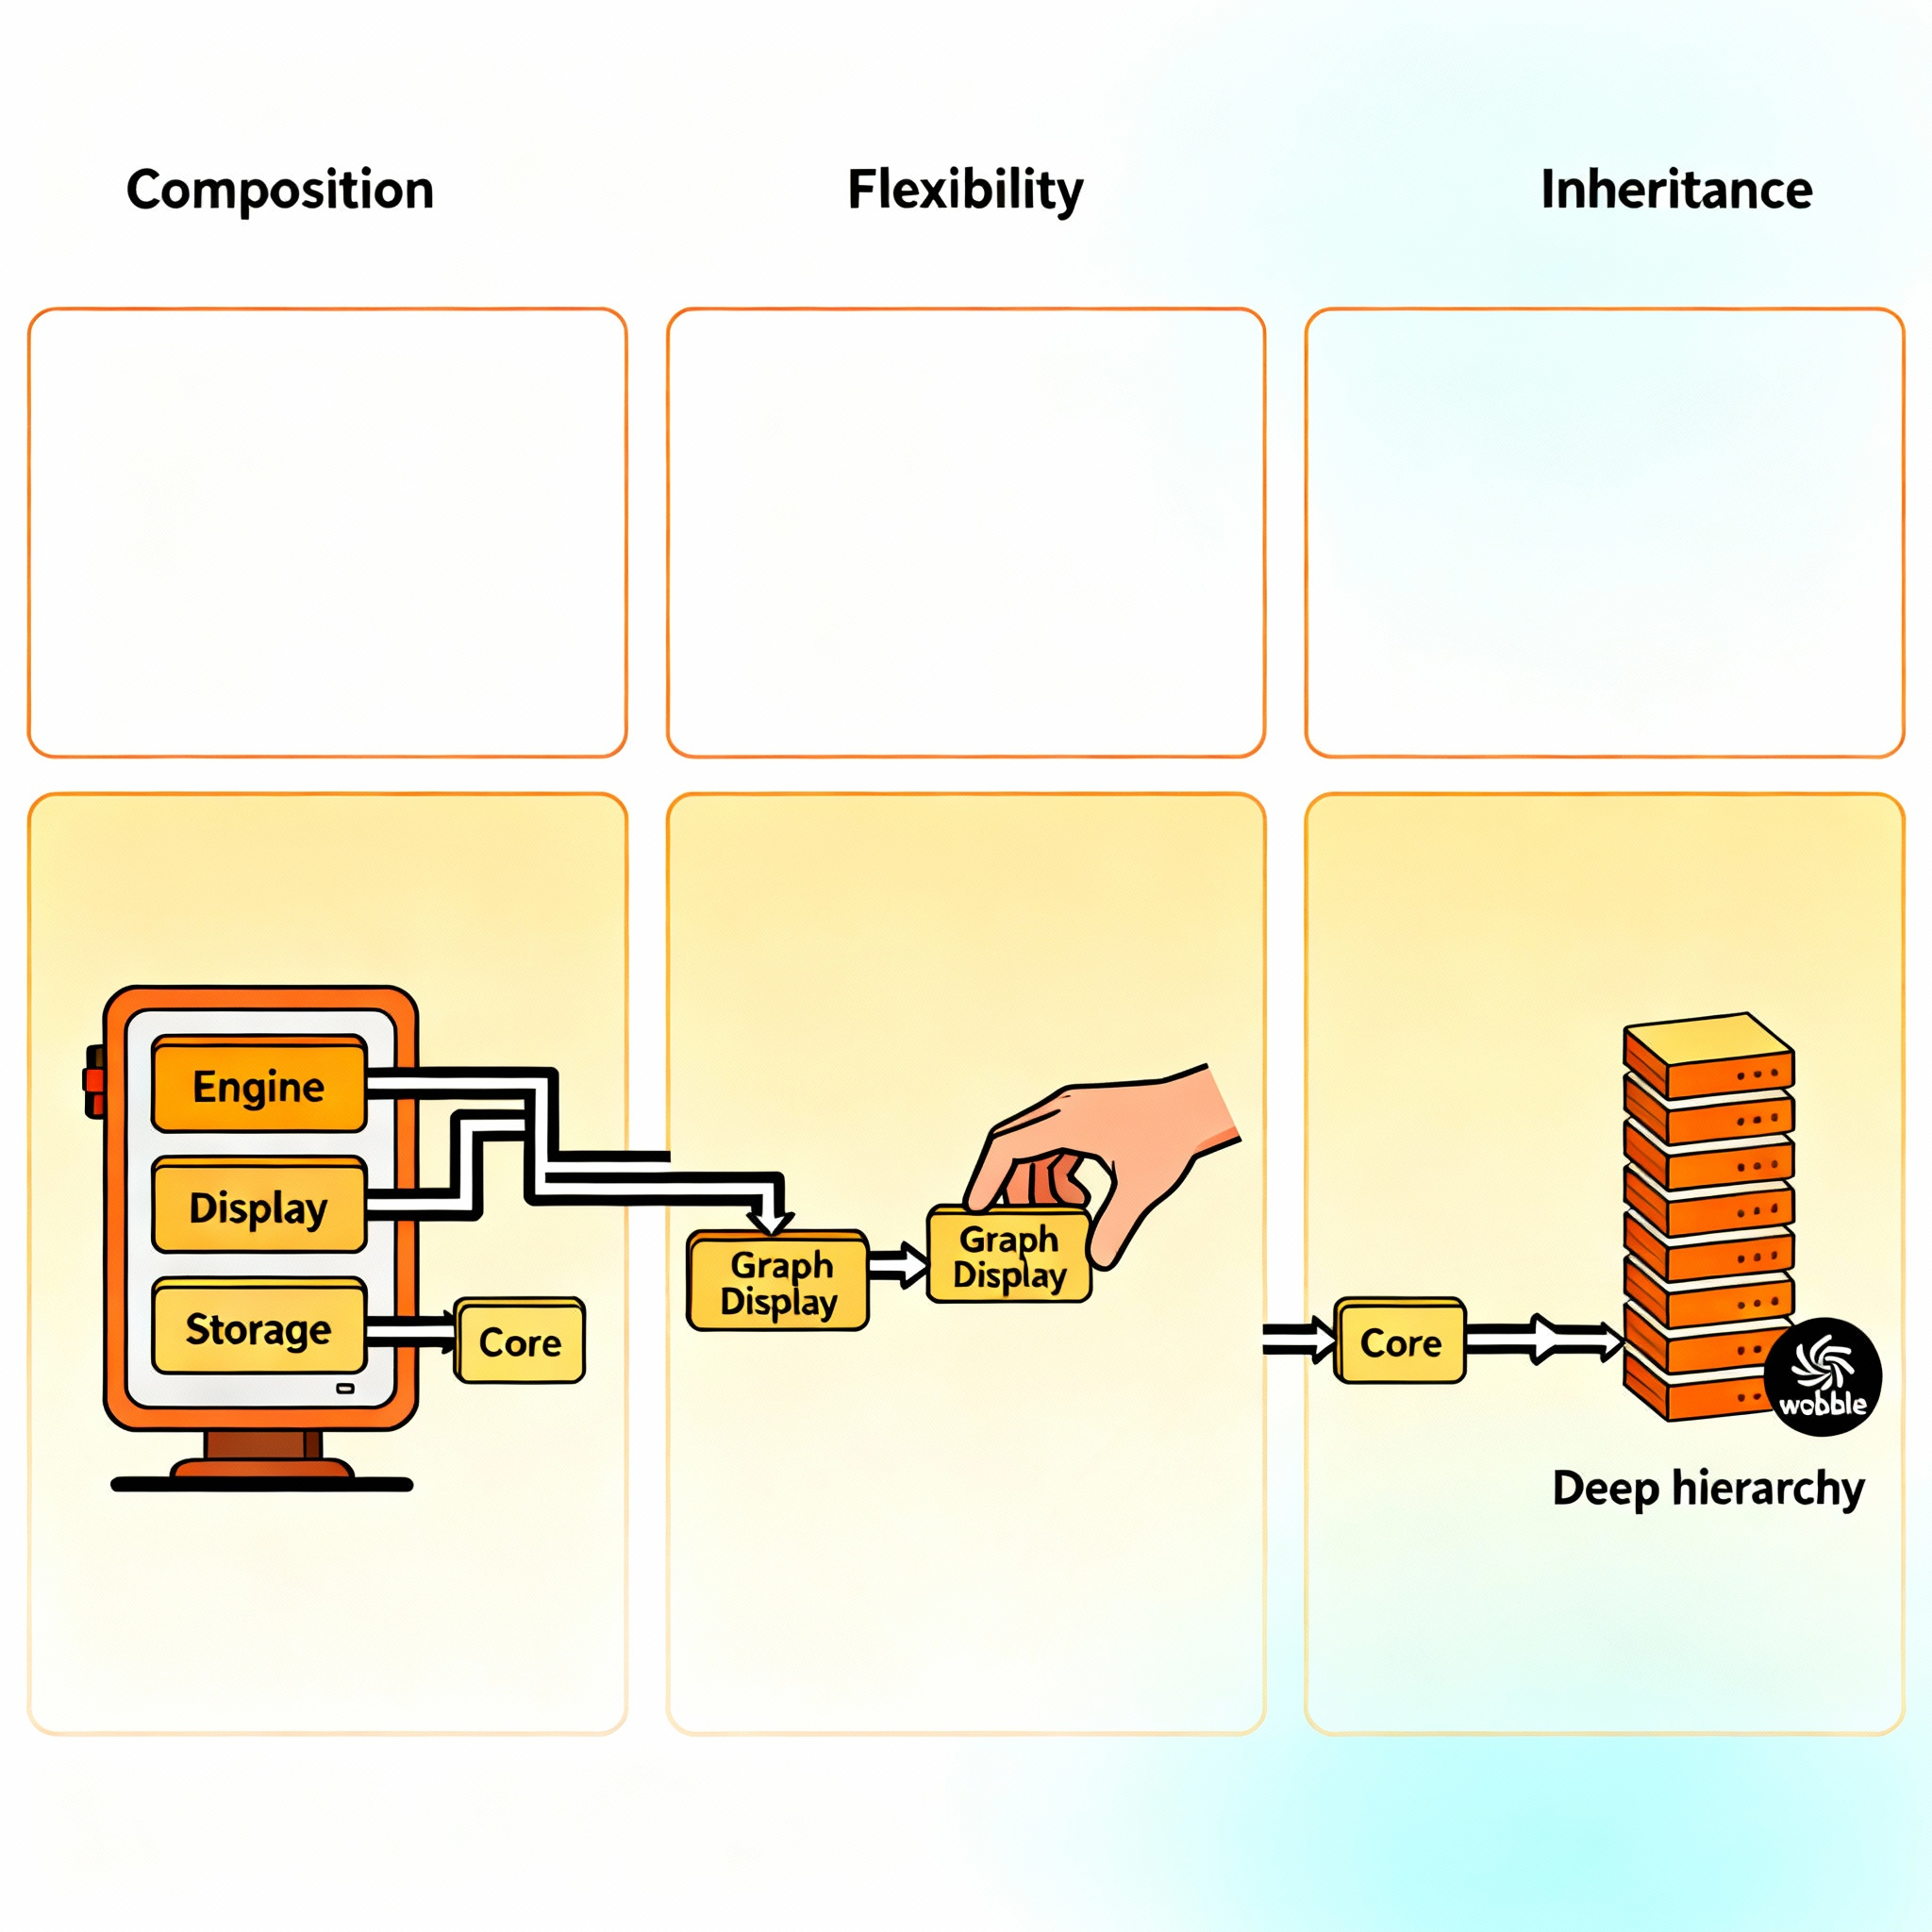 Composition
Flexibility
Inheritance
Engine
Display
Storage
Core
Graph
Display
Graph
Display
Core
wobble
Deep hierarchy